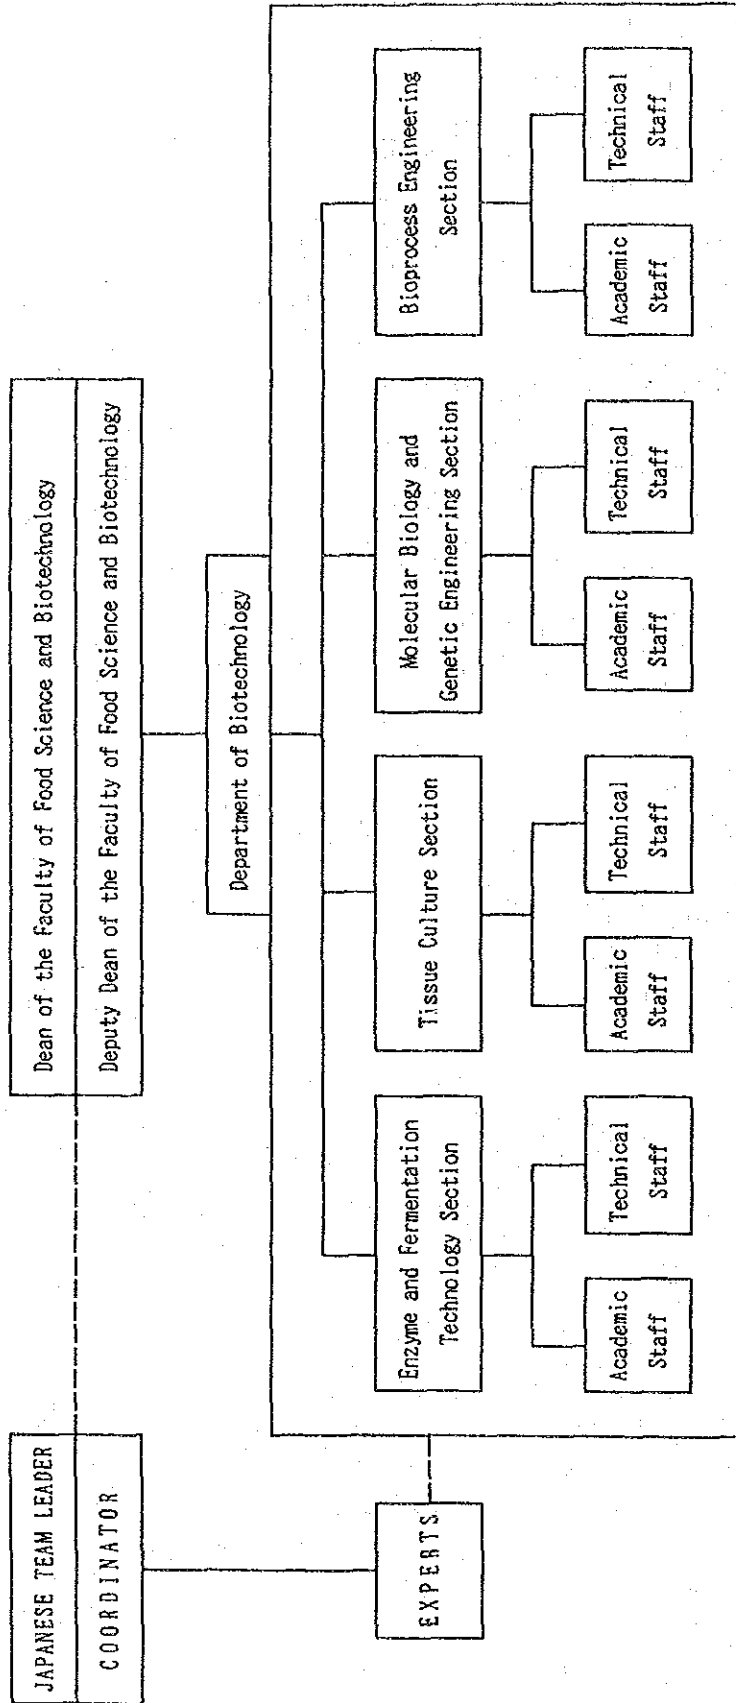 JAPANESE TEAM LEADER
COORDINATOR
Dean of the Faculty of Food Science and Biotechnology
Deputy Dean of the Faculty of Food Science and Biotechnology
Department of Biotechnology
EXPERTS
Enzyme and Fermentation
Technology Section
Tissue Culture Section
Molecular Biology and
Genetic Engineering Section
Bioprocess Engineering
Section
Academic
Staff
Technical
Staff
Academic
Staff
Technical
Staff
Academic
Staff
Technical
Staff
Academic
Staff
Technical
Staff